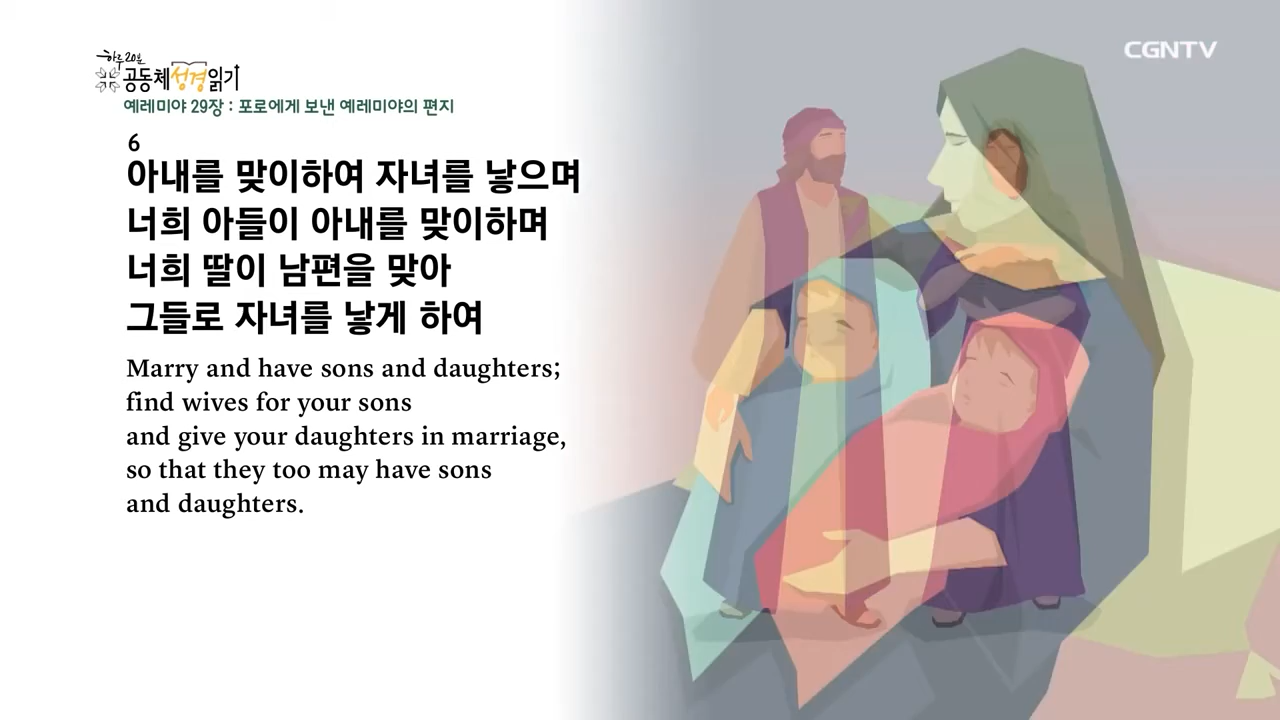 하루 20분
공동체성경읽기
CGNTV
예레미야 29장 : 포로에게 보낸 예레미야의 편지
6
아내를 맞이하여 자녀를 낳으며
너희 아들이 아내를 맞이하며
너희 딸이 남편을 맞아
그들로 자녀를 낳게 하여
Marry and have sons and daughters;
find wives for your sons
and give your daughters in marriage,
so that they too may have sons
and daughters.